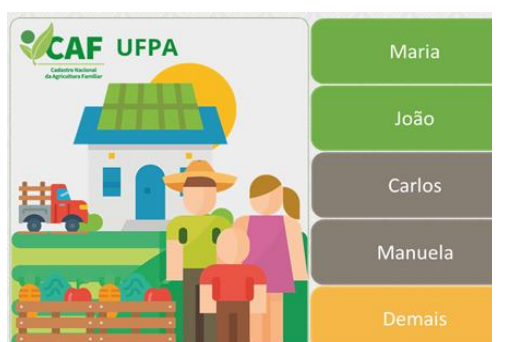 CAF UFPA
Cadastro Nacional
da Agricultura Familiar
Maria
João
Carlos
Manuela
Demais